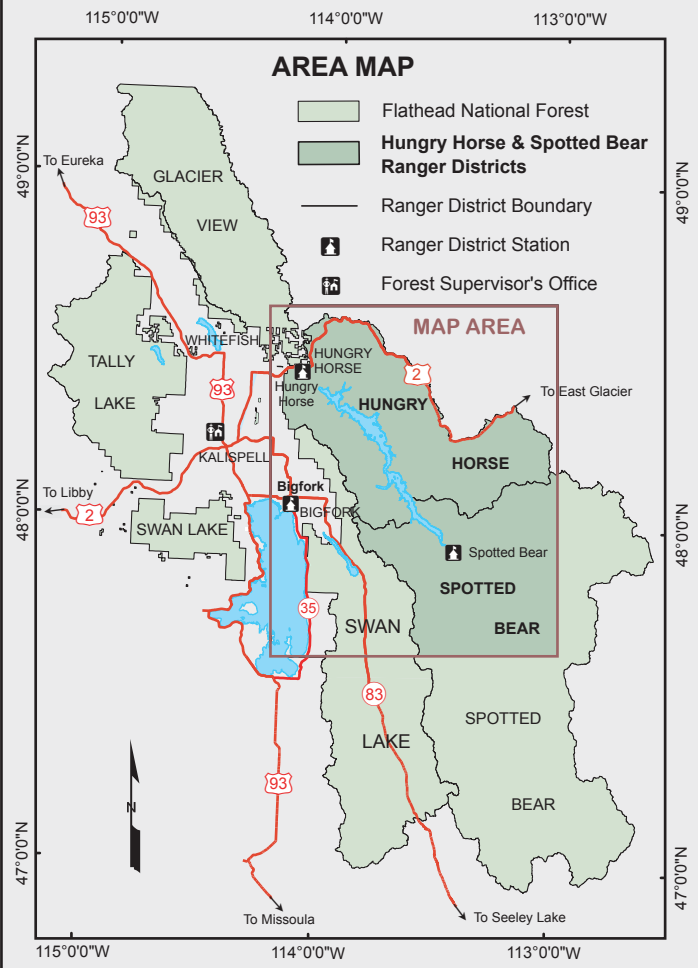 115°0'0"W
114°0'0"W
113°0'0"W
AREA MAP
Flathead National Forest
Hungry Horse & Spotted Bear
Ranger Districts
Ranger District Boundary
Ranger District Station
Forest Supervisor's Office
49°0'0"N
49°0'0"N
To Eureka
GLACIER
VIEW
93
MAP AREA
WHITEFISH
TALLY
LAKE
HUNGRY
HORSE
Hungry
Horse
2
93
To East Glacier
HUNGRY
HORSE
KALISPELL
To Libby
2
Bigfork
BIGFORK
48°0'0"N
48°0'0"N
SWAN LAKE
Spotted Bear
SPOTTED
BEAR
35
SWAN
LAKE
83
SPOTTED
BEAR
93
N
47°0'0"N
47°0'0"N
To Missoula
To Seeley Lake
115°0'0"W
114°0'0"W
113°0'0"W